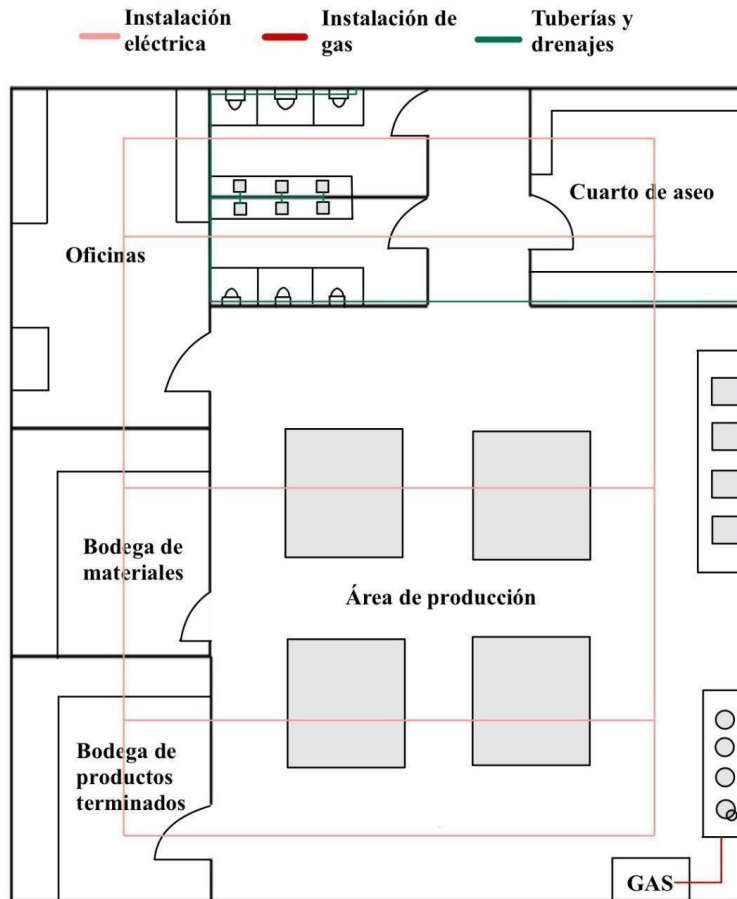 Instalación
eléctrica
Instalación de
gas
Tuberías y
drenajes
Cuarto de aseo
Oficinas
Bodega de
materiales
Área de producción
Bodega de
productos
terminados
GAS